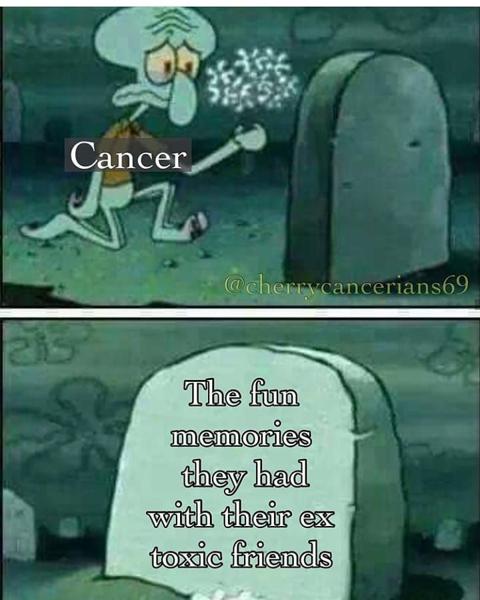 Cancer
@cherrycancerians69
The fun
memories
they had
with their ex
toxic friends